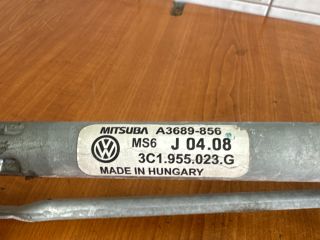 MITSUBA A3689-856
MS6 J 04.08
3C1.955.023.G
MADE IN HUNGARY